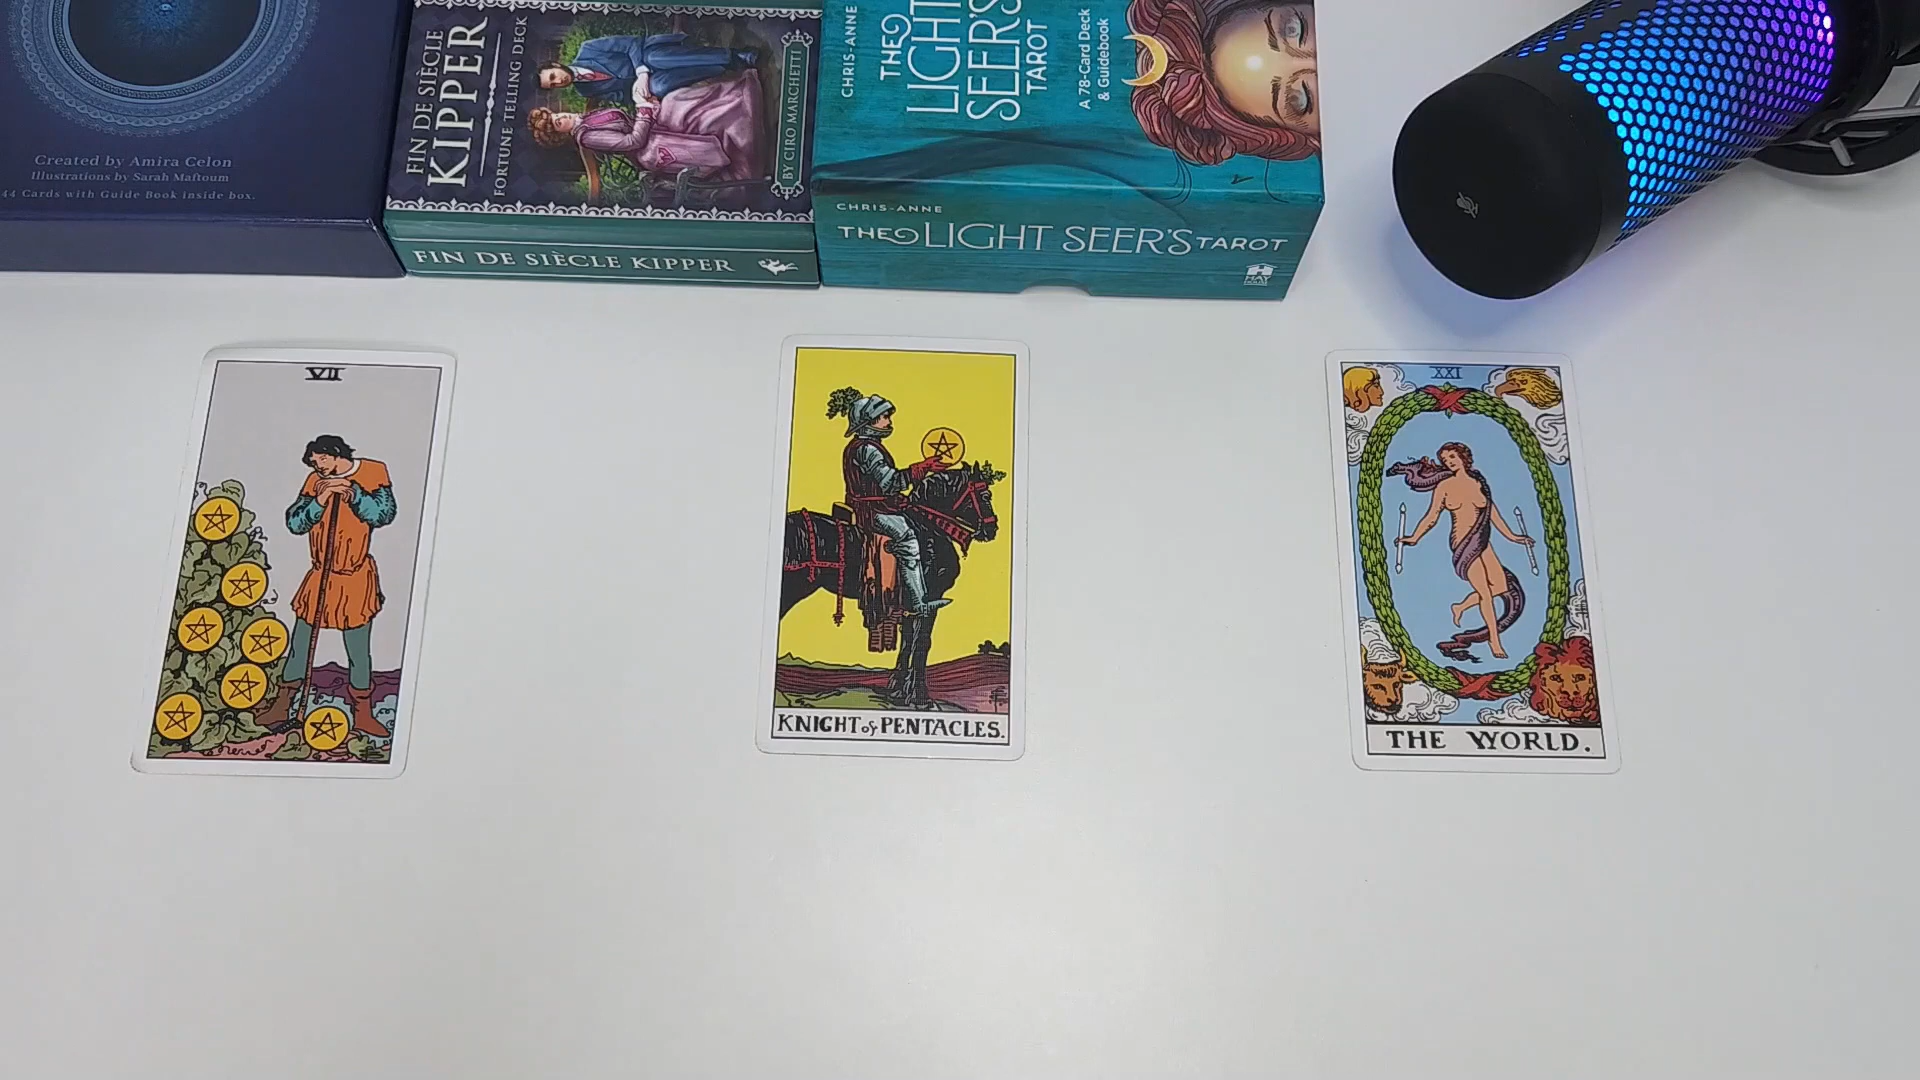 Created by Amira Celon
Illustrations by Sarah Maftoum
44 Cards with Guide Book inside box.
FIN DE SIÈCLE
KIPPER
FORTUNE TELLING DECK
BY CIRO MARCHETTI
FIN DE SIÈCLE KIPPER
CHRIS-ANNE
THE
LIGHT
SEER'S
TAROT
A 78-Card Deck
& Guidebook
CHRIS-ANNE
THE LIGHT SEER'S TAROT
HAY
HOUSE
VII
KNIGHT of PENTACLES.
XXI
THE WORLD.